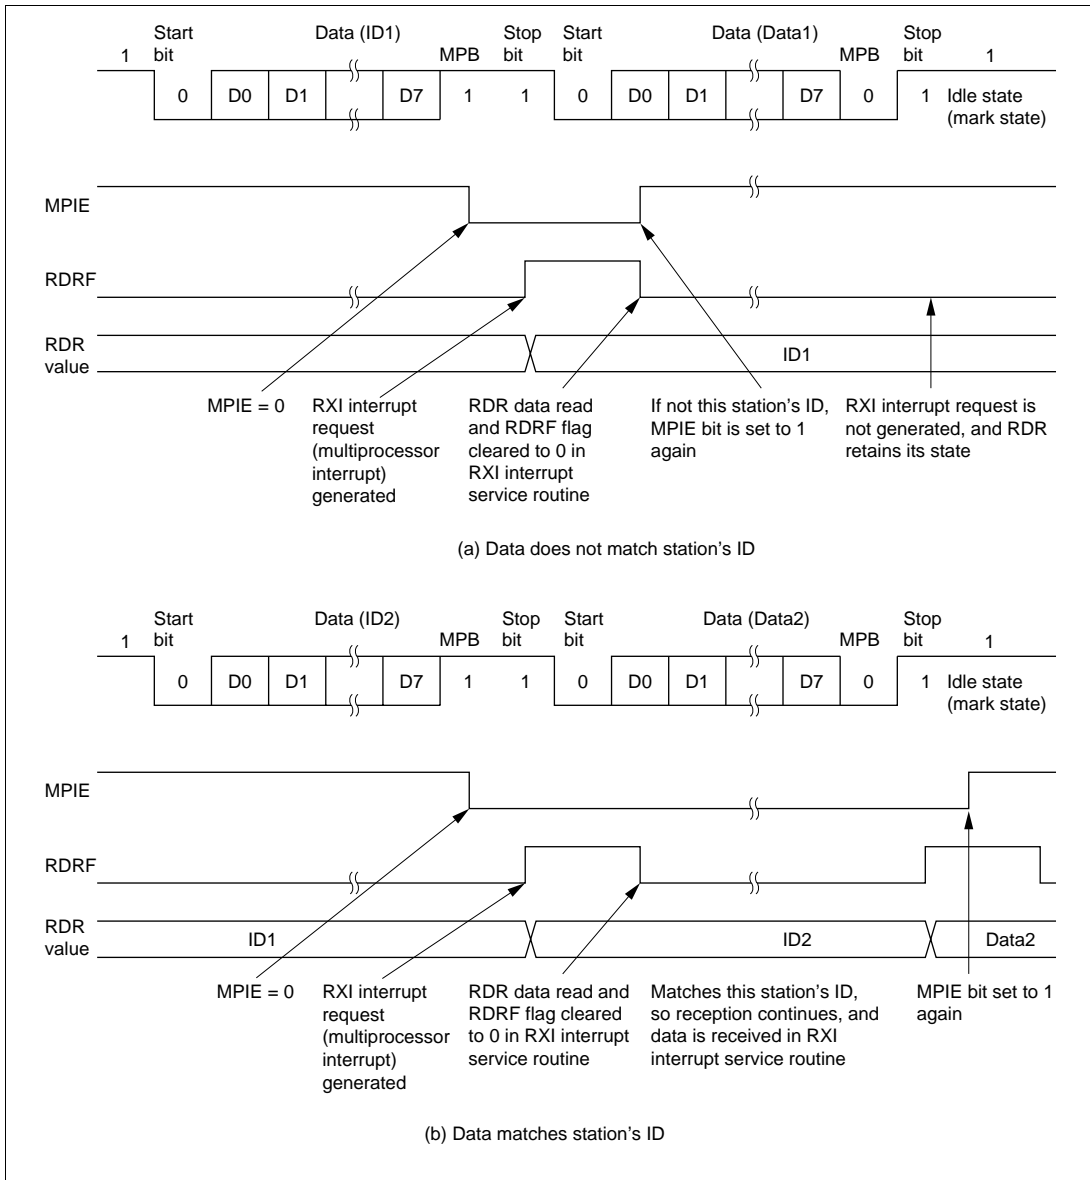 Start Data (ID1) Stop Start Data (Data1) Stop
1 bit MPB bit bit MPB bit 1
0 D0 D1 D7 1 1 0 D0 D1 D7 0 1 Idle state
(mark state)
MPIE
RDRF
RDR
value
ID1
MPIE = 0
RXI interrupt
request
(multiprocessor
interrupt)
generated
RDR data read
and RDRF flag
cleared to 0 in
RXI interrupt
service routine
If not this station's ID,
MPIE bit is set to 1
again
RXI interrupt request is
not generated, and RDR
retains its state
(a) Data does not match station's ID
Start Data (ID2) Stop Start Data (Data2) Stop
1 bit MPB bit bit MPB bit 1
0 D0 D1 D7 1 1 0 D0 D1 D7 0 1 Idle state
(mark state)
MPIE
RDRF
RDR
value
ID1 ID2 Data2
MPIE = 0
RXI interrupt
request
(multiprocessor
interrupt)
generated
RDR data read and
RDRF flag cleared
to 0 in RXI interrupt
service routine
Matches this station's ID,
so reception continues, and
data is received in RXI
interrupt service routine
MPIE bit set to 1
again
(b) Data matches station's ID